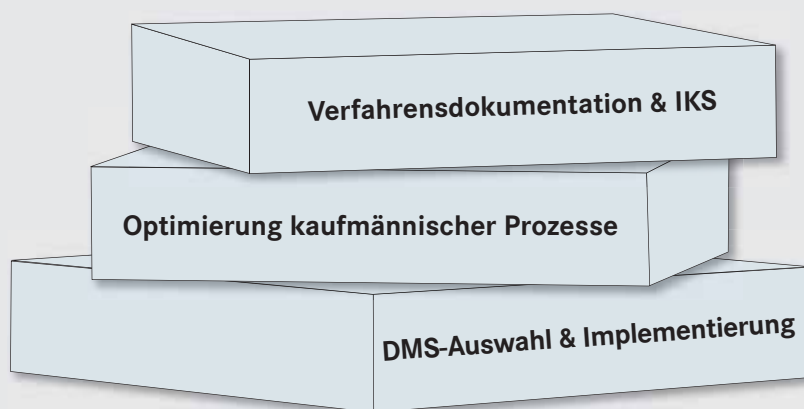 Verfahrensdokumentation & IKS
Optimierung kaufmännischer Prozesse
DMS-Auswahl & Implementierung